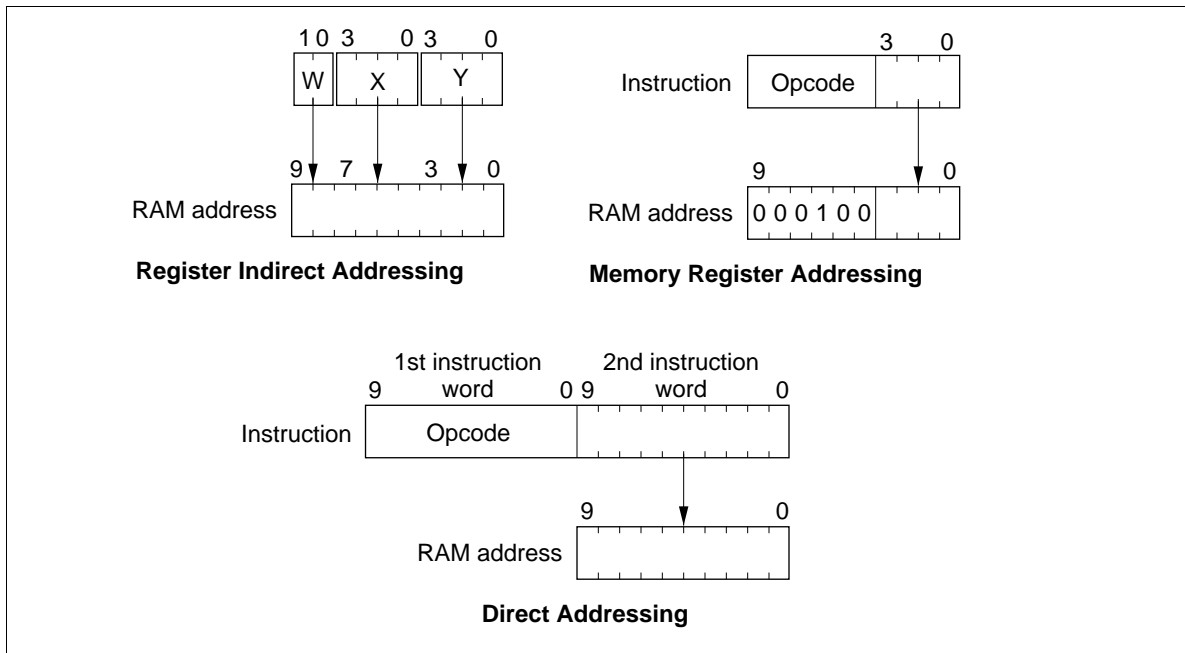 1 0 3 0 3 0
W X Y
9 7 3 0
RAM address
Register Indirect Addressing
3 0
Instruction Opcode
9 0
RAM address 0 0 0 1 0 0
Memory Register Addressing
1st instruction word
2nd instruction word
9 0 9 0
Instruction Opcode
9 0
RAM address
Direct Addressing